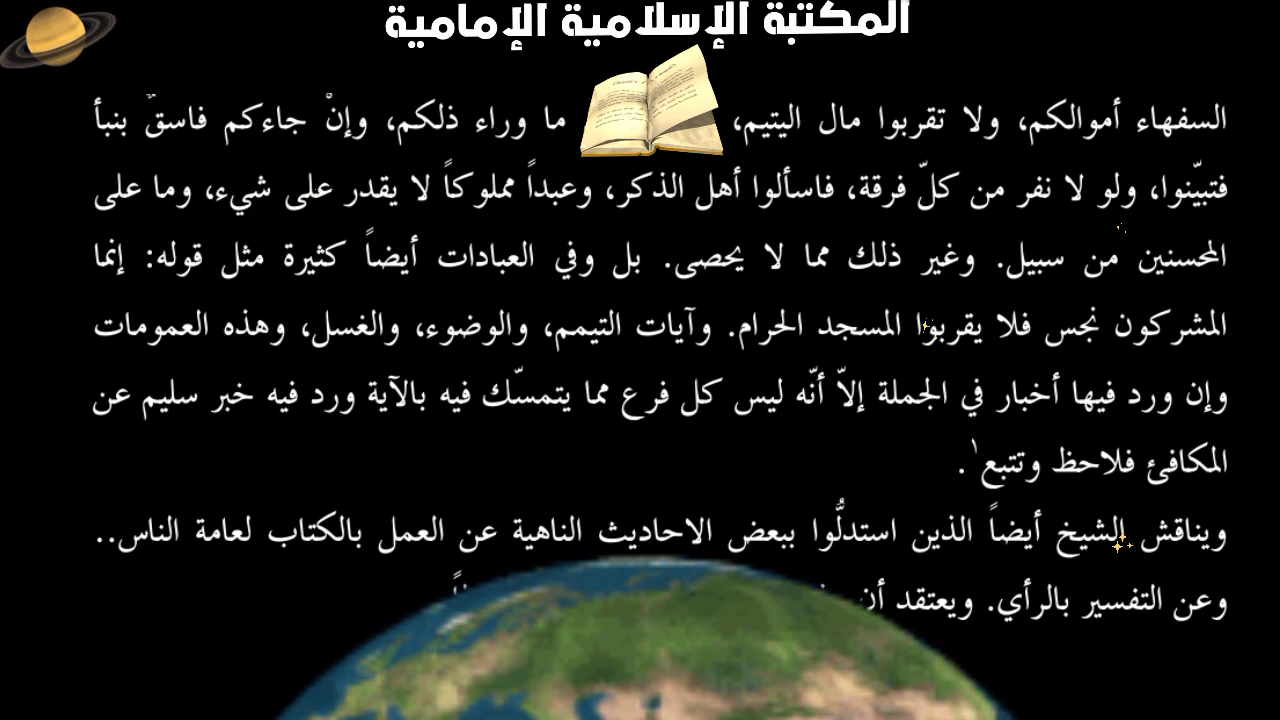 المكتبة الإسلامية الإمامية
السفهاء أموالكم، ولا تقربوا مال اليتيم، ما وراء ذلكم، وإنْ جاءكم فاسقٌ بنبأ
فتبيّنوا، ولو لا نفر من كلّ فرقة، فاسألوا أهل الذكر، وعبداً مملوكاً لا يقدر على شيء، وما على
المحسنين من سبيل. وغير ذلك مما لا يحصى. بل وفي العبادات أيضاً كثيرة مثل قوله: إنما
المشركون نجس فلا يقربوا المسجد الحرام. وآيات التيمم، والوضوء، والغسل، وهذه العمومات
وإن ورد فيها أخبار في الجملة إلاّ أنّه ليس كل فرع مما يتمسّك فيه بالآية ورد فيه خبر سليم عن
المكافئ فلاحظ وتتبع١.
ويناقش الشيخ أيضاً الذين استدلُّوا ببعض الاحاديث الناهية عن العمل بالكتاب لعامة الناس..
وعن التفسير بالرأي. ويعتقد أن